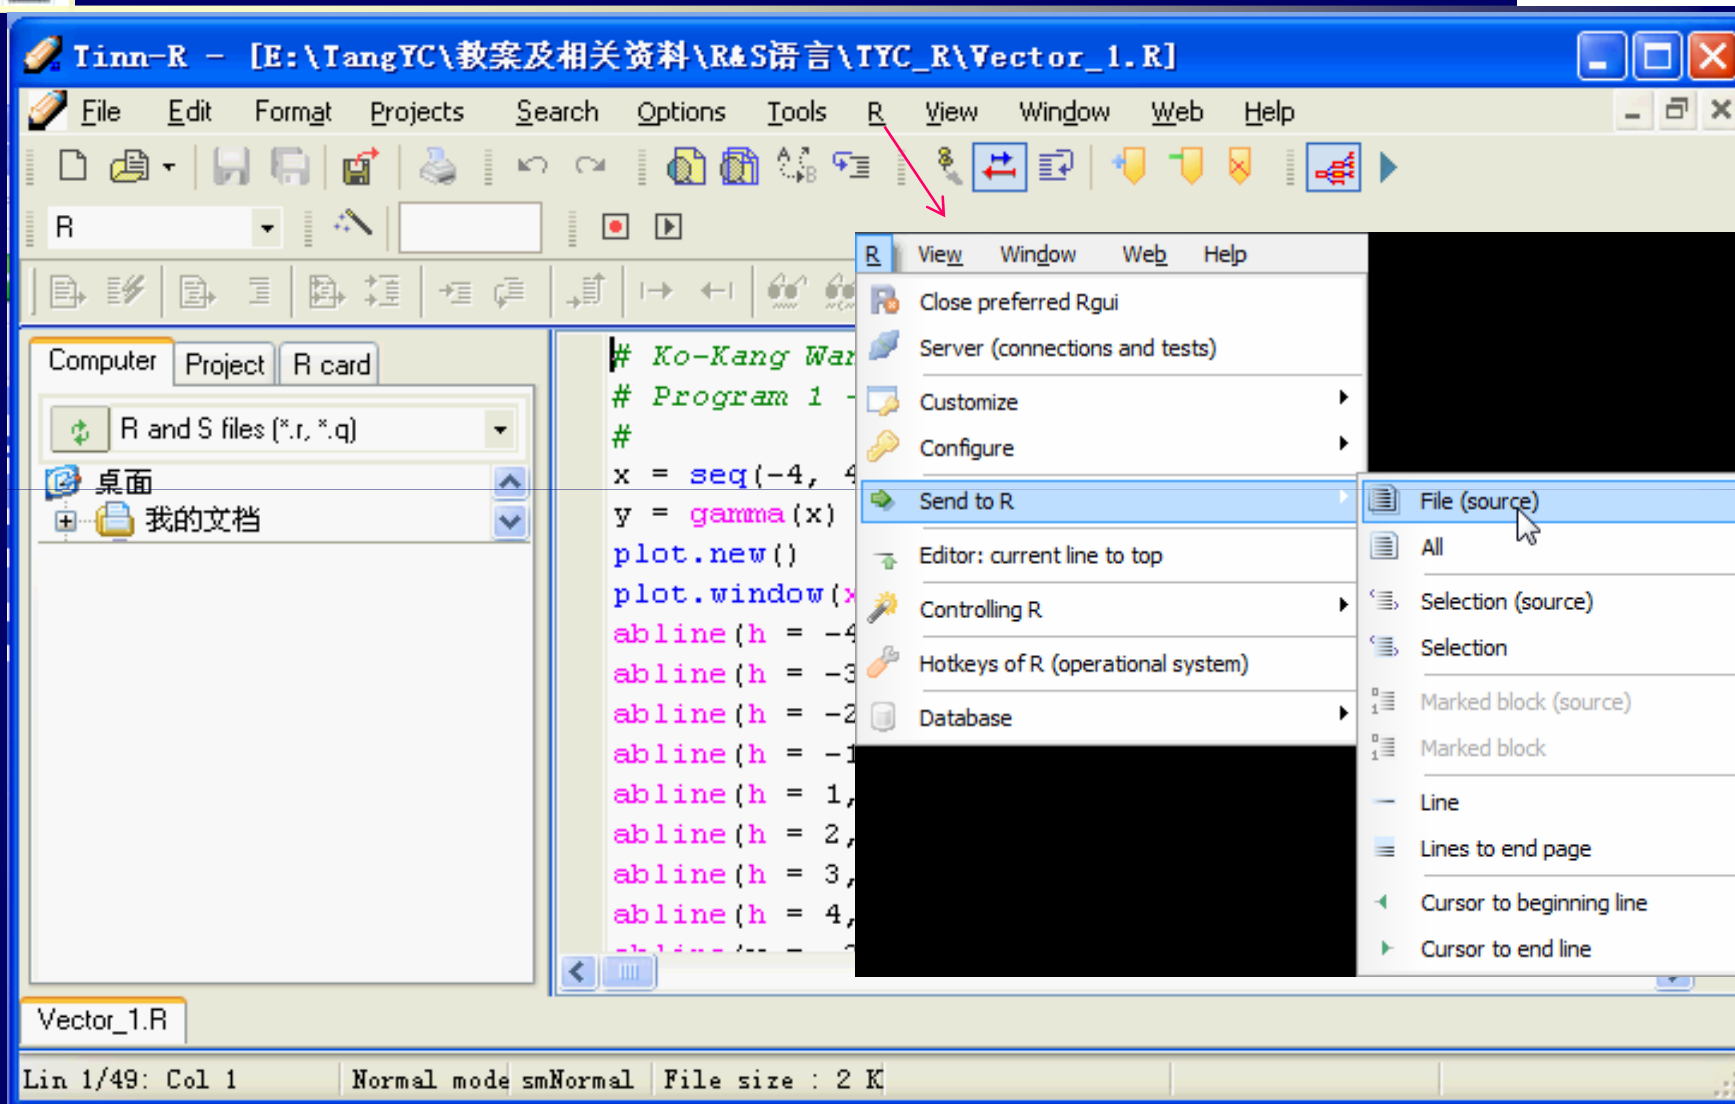 Tinn-R - [E:\TangYC\教案及相关资料\R&S语言\TYC_R\Vector_1.R]
File Edit Format Projects Search Options Tools R View Window Web Help
R
R View Window Web Help
Close preferred Rgui
Server (connections and tests)
Customize
Configure
Send to R
Editor: current line to top
Controlling R
Hotkeys of R (operational system)
Database
File (source)
All
Selection (source)
Selection
Marked block (source)
Marked block
Line
Lines to end page
Cursor to beginning line
Cursor to end line
Computer Project R card
R and S files (*.r, *.q)
桌面
我的文档
# Ko-Kang
# Program 1 -
#
x = seq(-4,
y = gamma(x)
plot.new()
plot.window(
abline(h = -4
abline(h = -3
abline(h = -2
abline(h = -1
abline(h = 1,
abline(h = 2,
abline(h = 3,
abline(h = 4,
Vector_1.R
Lin 1/49: Col 1 Normal mode smNormal File size : 2 K